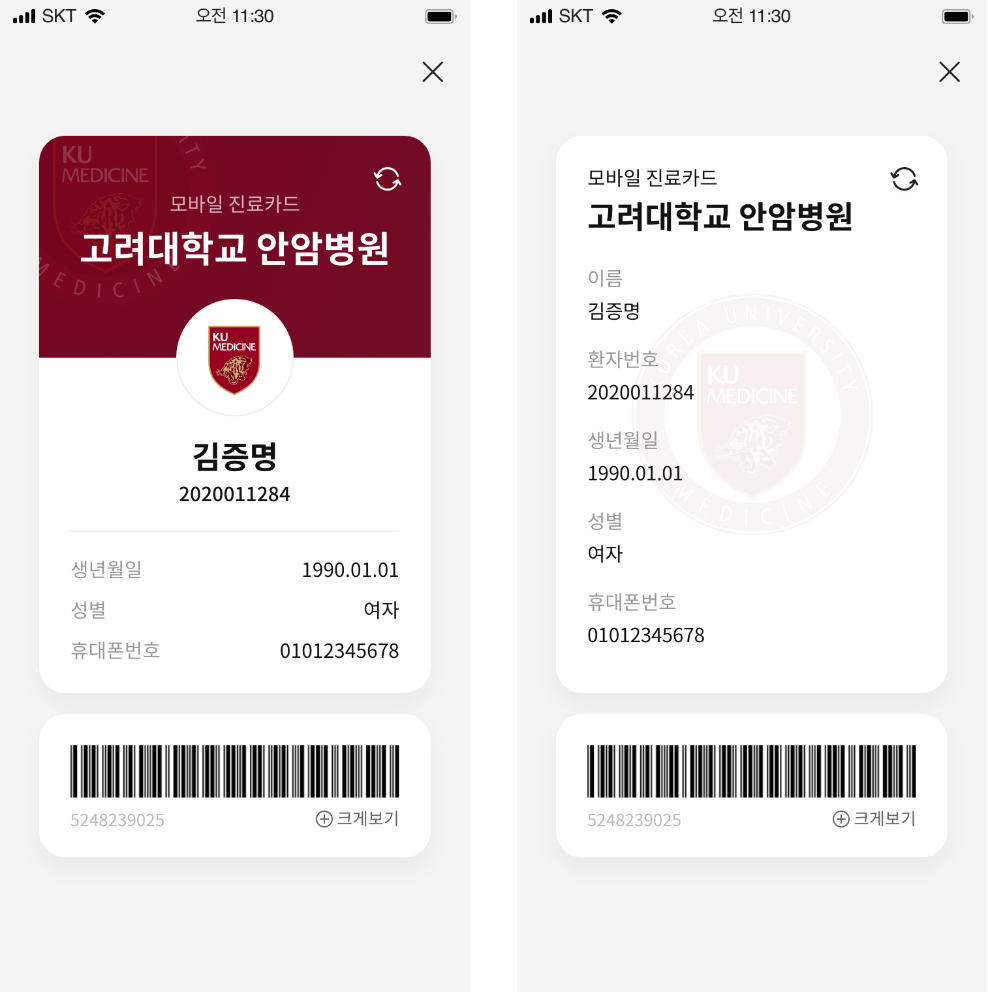 SKT 오전 11:30
KU
MEDICINE
모바일 진료카드
고려대학교 안암병원
MEDICINE
KU
MEDICINE
김증명
2020011284
생년월일 1990.01.01
성별 여자
휴대폰번호 01012345678
5248239025 크게보기
SKT 오전 11:30
모바일 진료카드
고려대학교 안암병원
이름
김증명
KOREA UNIVERSITY
환자번호
KU
2020011284
MEDICINE
생년월일
1990.01.01
MEDICINE
성별
여자
휴대폰번호
01012345678
5248239025 크게보기